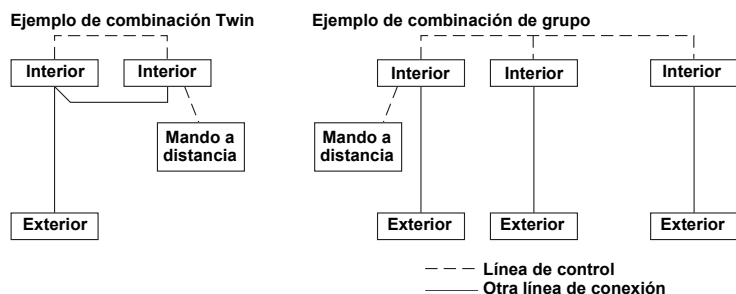 Ejemplo de combinación Twin
Interior
Interior
Mando a
distancia
Exterior
Ejemplo de combinación de grupo
Interior
Interior
Interior
Mando a
distancia
Exterior
Exterior
Exterior
Línea de control
Otra línea de conexión